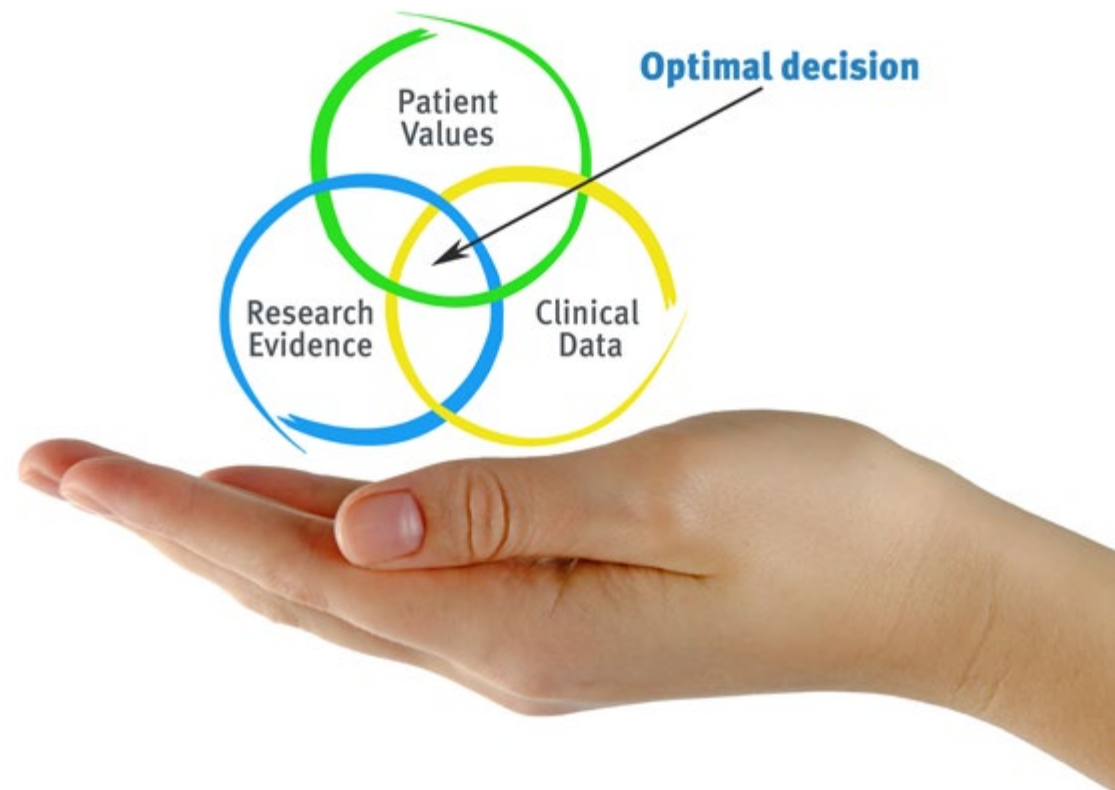 Optimal decision
Patient
Values
Research
Evidence
Clinical
Data